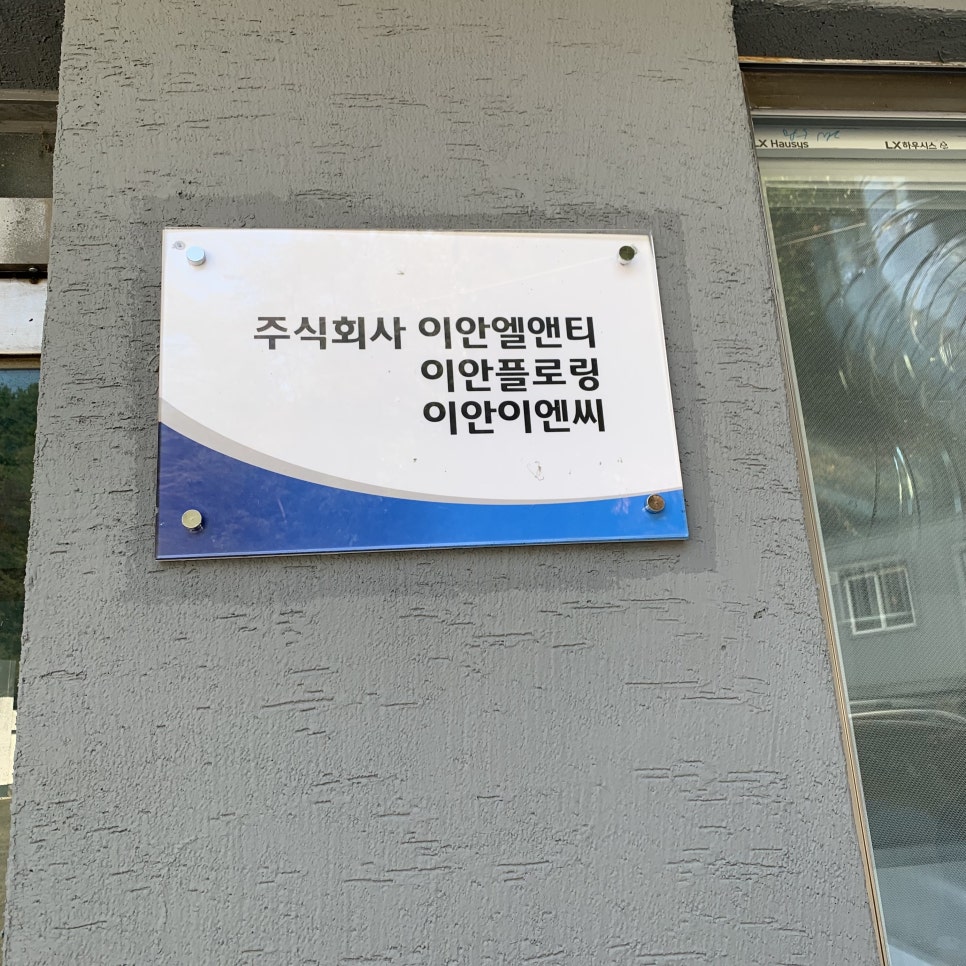 주식회사 이안엘앤티
이안플로링
이안이엔씨
LX Hausys
LX하우시스